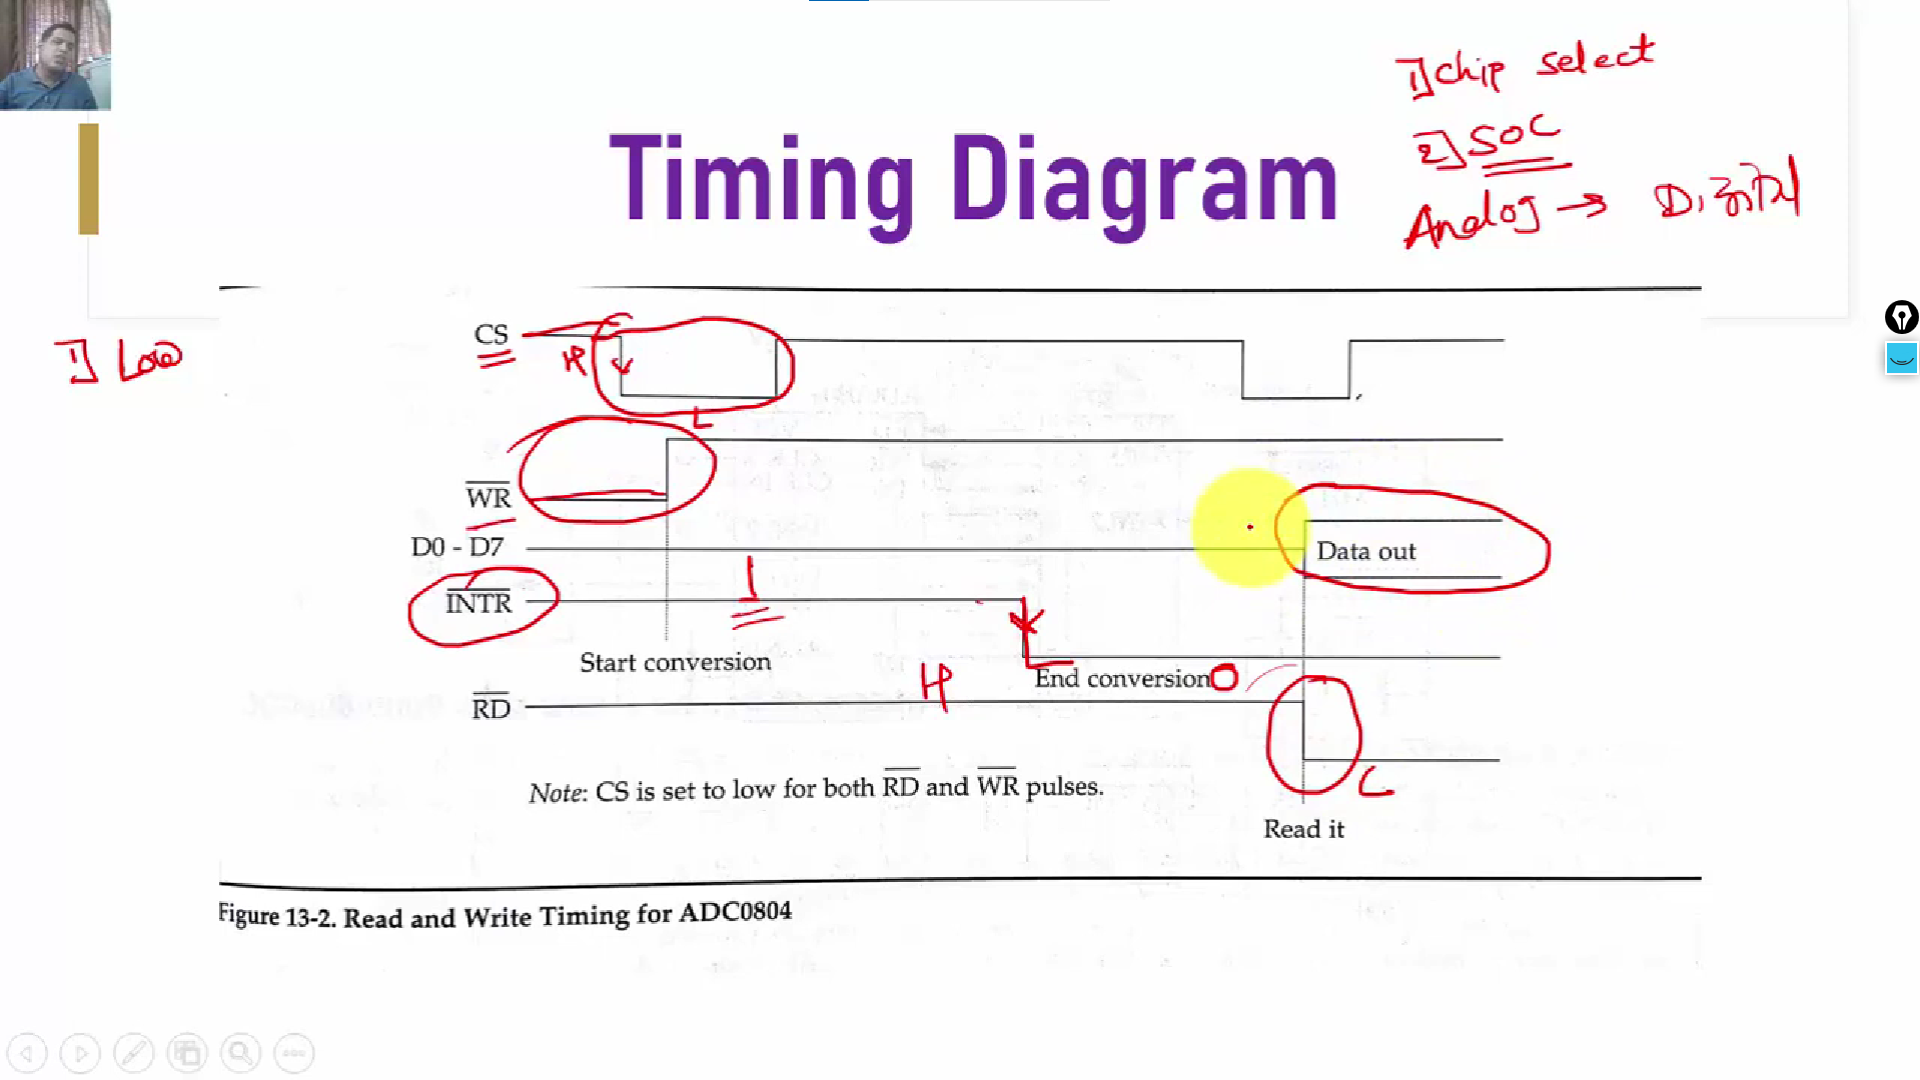 1] Chip select
2] SOC
Analog → Digital
Timing Diagram
1] Low
CS
H
L
WR
D0 - D7
Data out
INTR
1
Start conversion
End conversion 0
H
RD
L
Note: CS is set to low for both RD and WR pulses.
Read it
Figure 13-2. Read and Write Timing for ADC0804